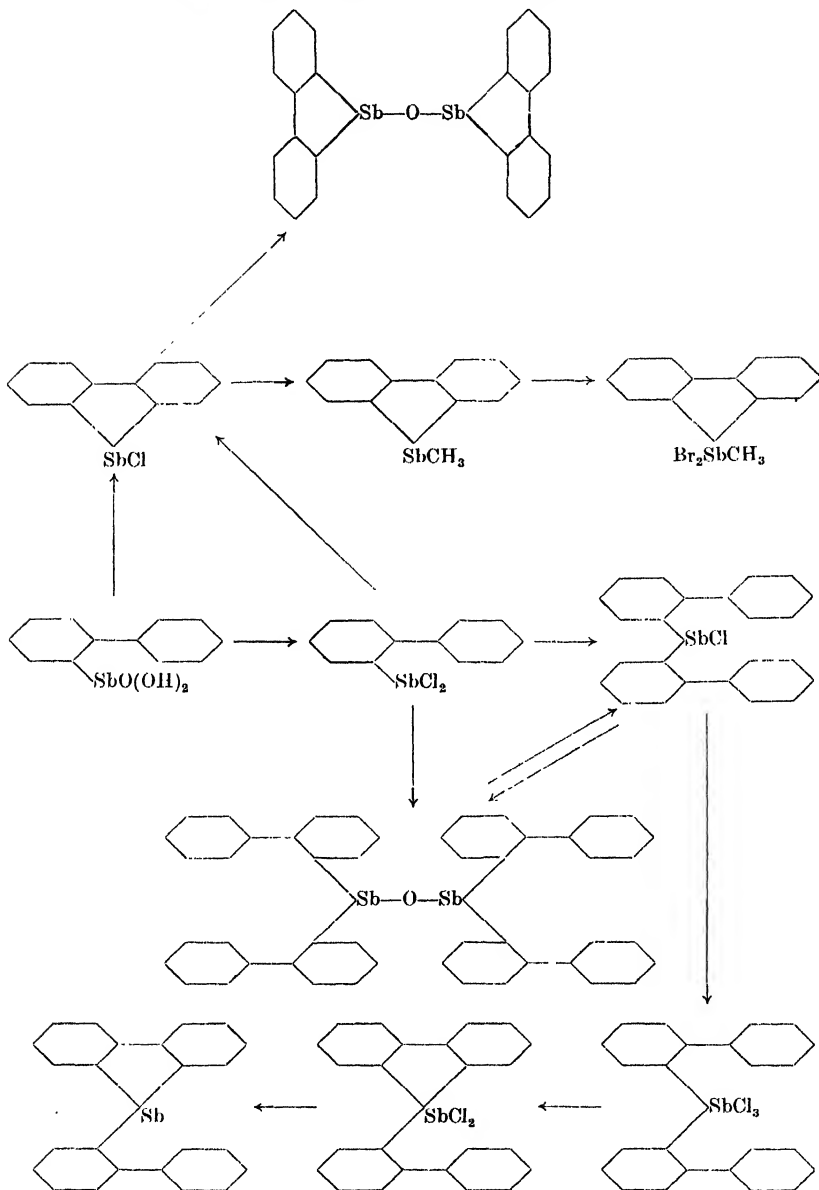 Sb—O—Sb
SbCl
SbCH₃
Br₂SbCH₃
SbO(OH)₂
SbCl₂
SbCl
Sb—O—Sb
Sb
SbCl₂
SbCl₃